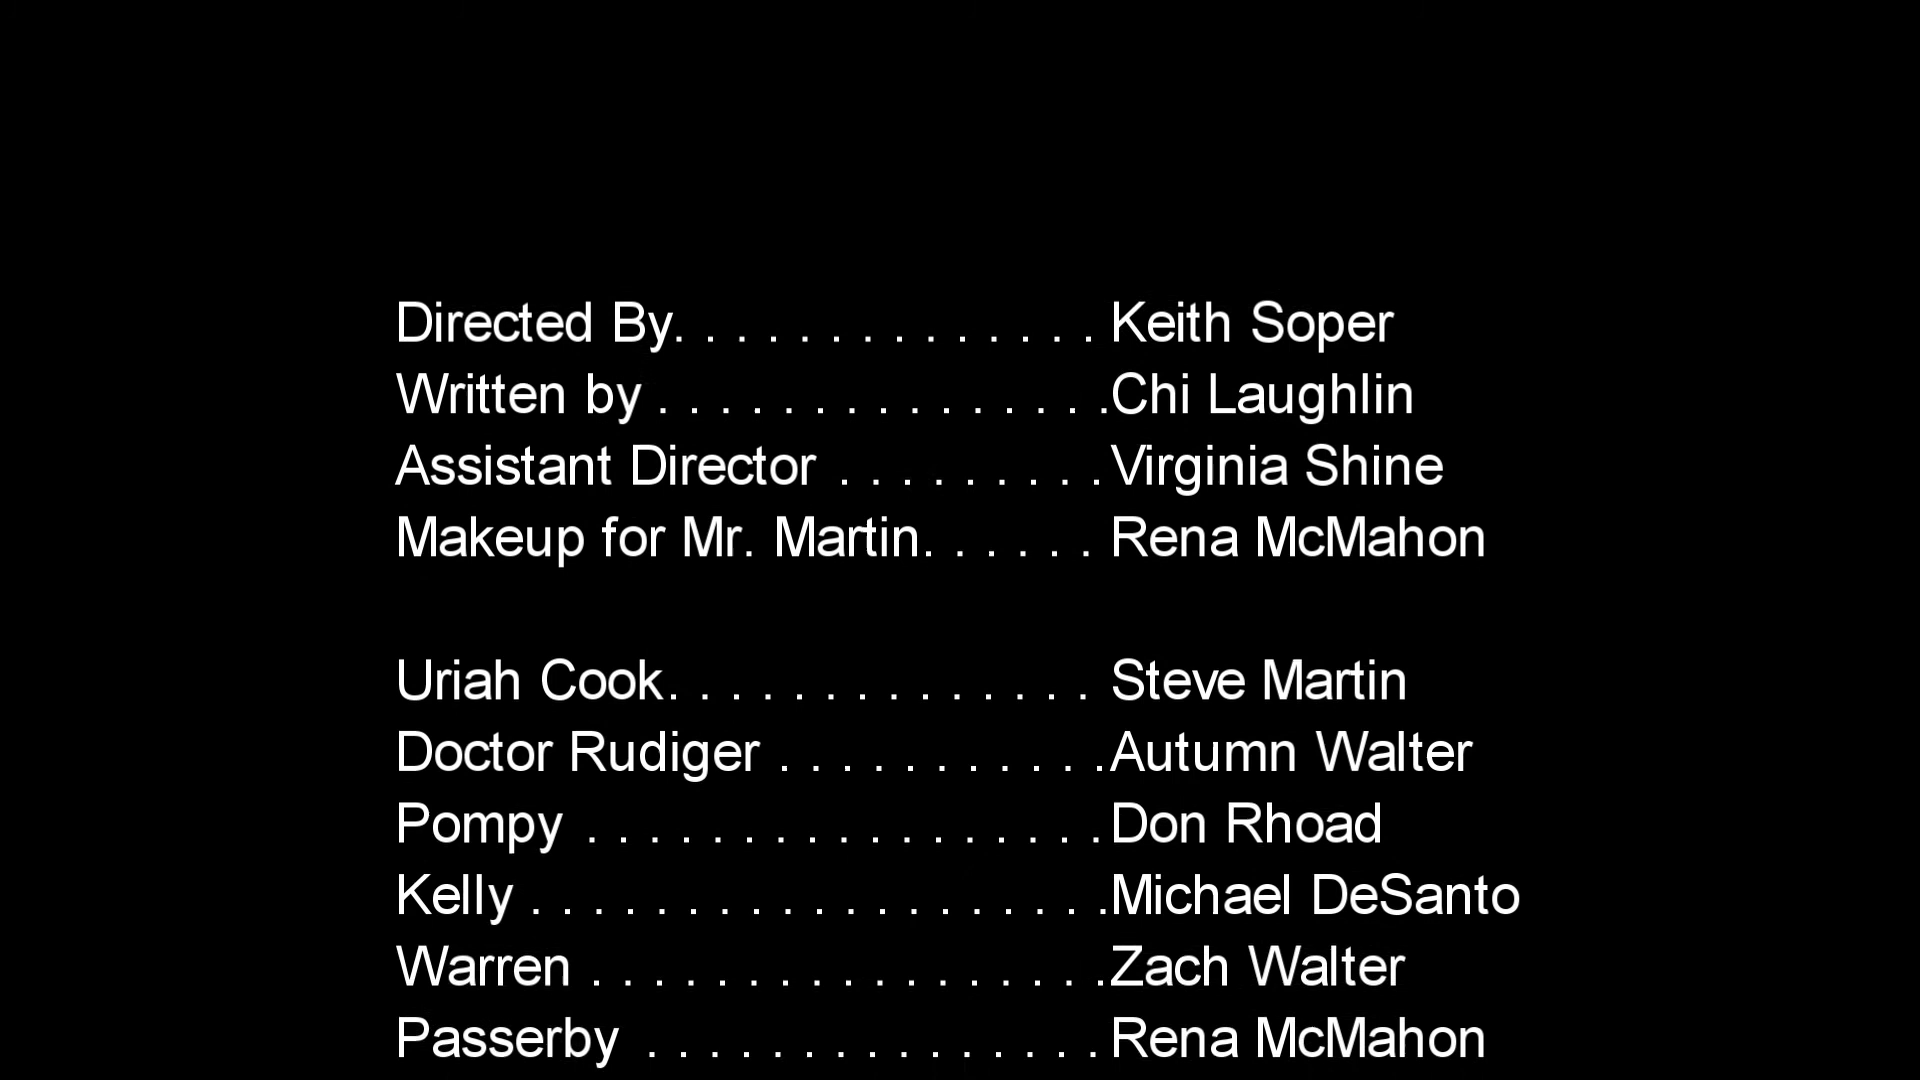 Directed By. . . . . . . . . . . . . . Keith Soper
Written by . . . . . . . . . . . . . . .Chi Laughlin
Assistant Director . . . . . . . . .Virginia Shine
Makeup for Mr. Martin. . . . . . Rena McMahon
Uriah Cook. . . . . . . . . . . . . . Steve Martin
Doctor Rudiger . . . . . . . . . . .Autumn Walter
Pompy . . . . . . . . . . . . . . . . .Don Rhoad
Kelly . . . . . . . . . . . . . . . . . . .Michael DeSanto
Warren . . . . . . . . . . . . . . . . .Zach Walter
Passerby . . . . . . . . . . . . . . .Rena McMahon